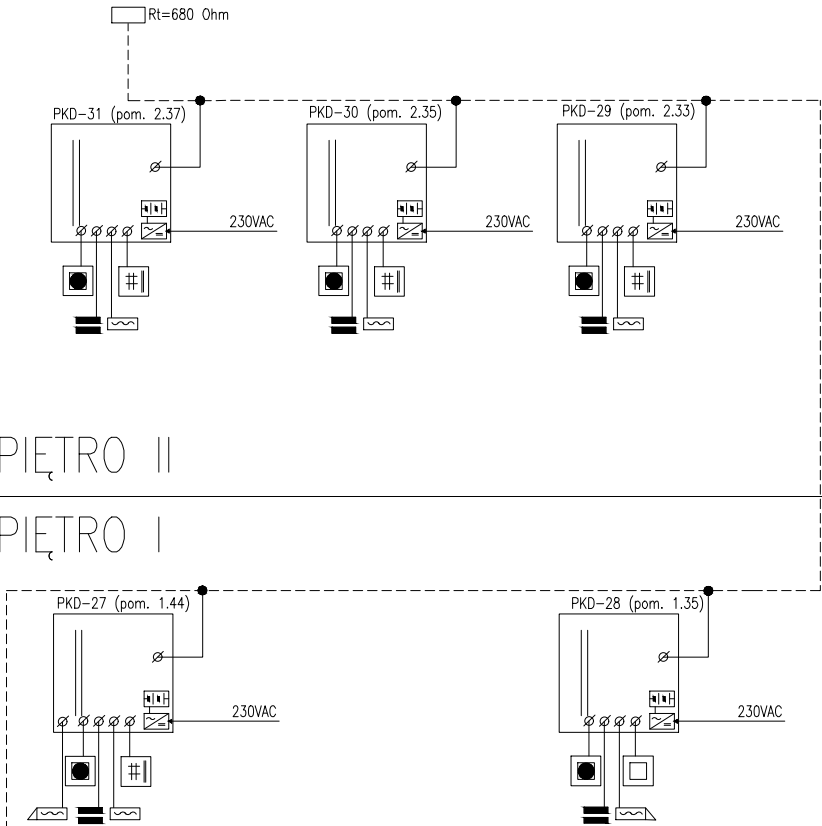 Rt=680 Ohm
PKD-31 (pom. 2.37)
PKD-30 (pom. 2.35)
PKD-29 (pom. 2.33)
230VAC
230VAC
230VAC
PIĘTRO II
PIĘTRO I
PKD-27 (pom. 1.44)
PKD-28 (pom. 1.35)
230VAC
230VAC